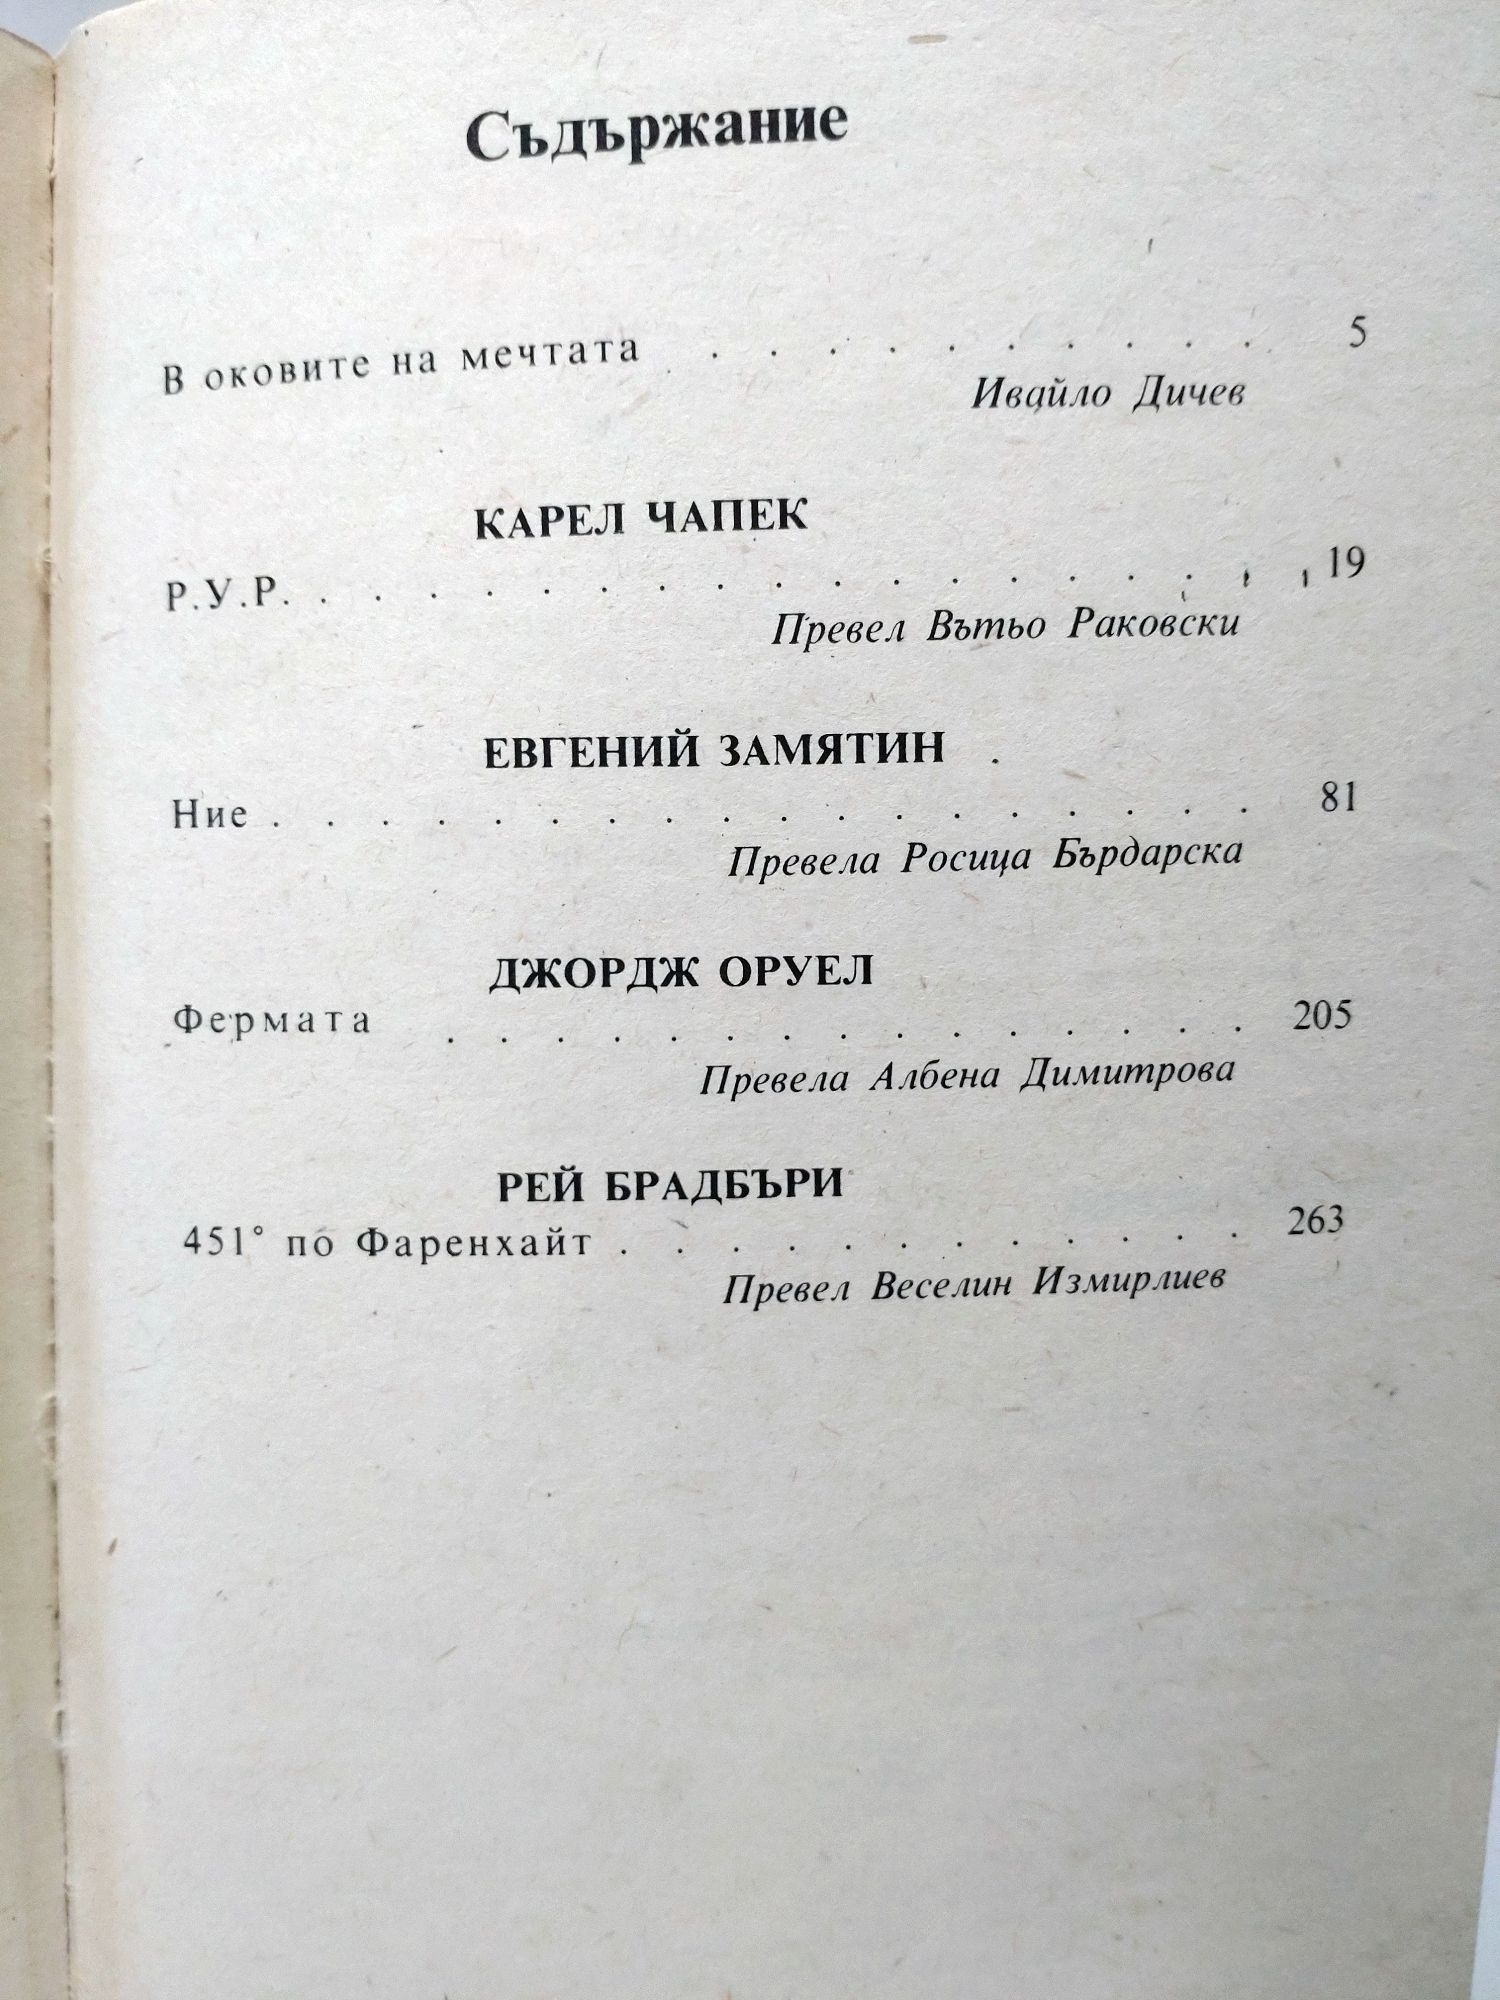 Съдържание
В оковите на мечтата . . . . . . . . . . 5
Ивайло Дичев
КАРЕЛ ЧАПЕК
Р.У.Р. . . . . . . . . . . . . . . . . . . 19
Превел Вътьо Раковски
ЕВГЕНИЙ ЗАМЯТИН
Ние . . . . . . . . . . . . . . . . . . 81
Превела Росица Бърдарска
ДЖОРДЖ ОРУЕЛ
Фермата . . . . . . . . . . . . . . . 205
Превела Албена Димитрова
РЕЙ БРАДБЪРИ
451° по Фаренхайт . . . . . . . . . . . . 263
Превел Веселин Измирлиев